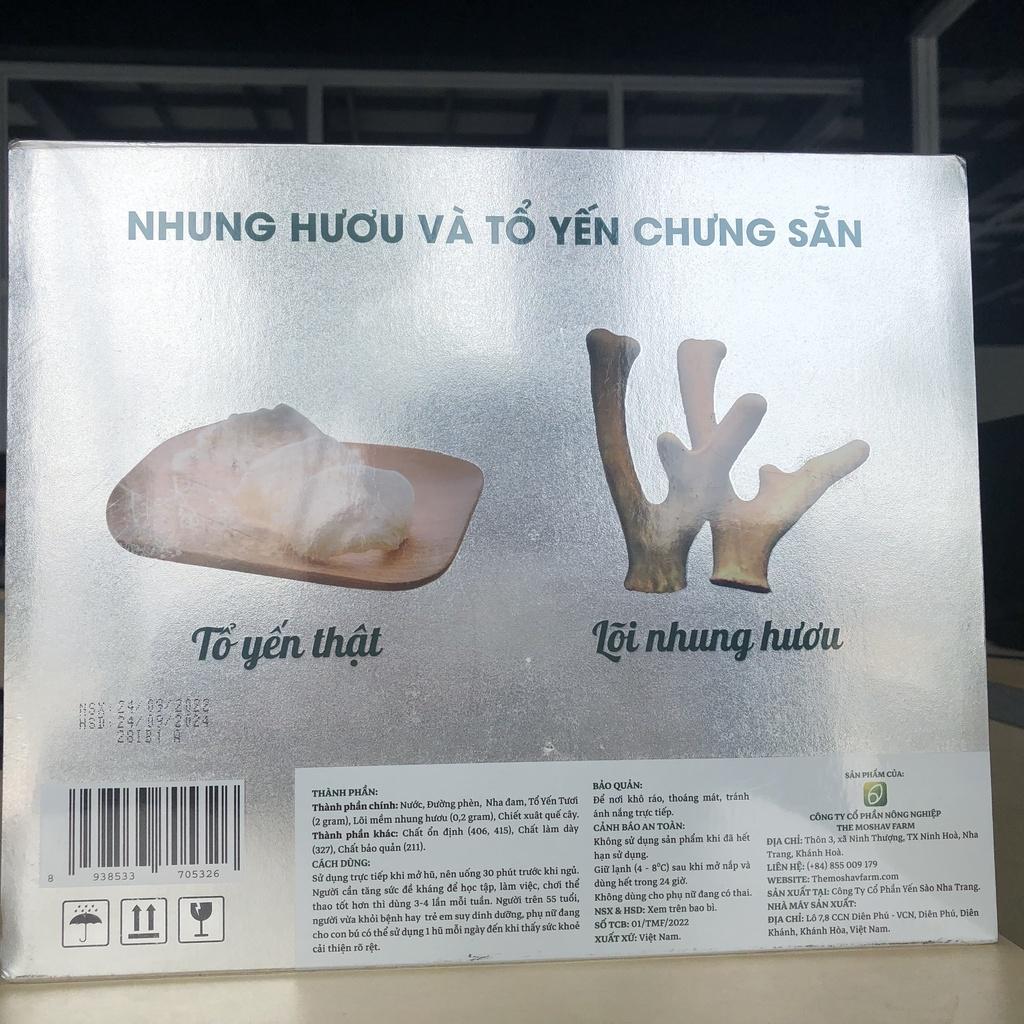 NHUNG HƯƠU VÀ TỔ YẾN CHƯNG SẴN
Tổ yến thật
Lõi nhung hươu
NSX: 24/09/2022
HSD: 24/09/2024
28IB1 A
8 938533 705326
THÀNH PHẦN:
Thành phần chính: Nước, Đường phèn, Nha đam, Tổ Yến Tươi
(2 gram), Lõi mềm nhung hươu (0,2 gram), Chiết xuất quế cây.
Thành phần khác: Chất ổn định (406, 415), Chất làm dày
(327), Chất bảo quản (211).
CÁCH DÙNG:
Sử dụng trực tiếp khi mở hũ, nên uống 30 phút trước khi ngủ.
Người cần tăng sức đề kháng để học tập, làm việc, chơi thể
thao tốt hơn thì dùng 3-4 lần mỗi tuần. Người trên 55 tuổi,
người vừa khỏi bệnh hay trẻ em suy dinh dưỡng, phụ nữ đang
cho con bú có thể sử dụng 1 hũ mỗi ngày đến khi thấy sức khoẻ
cải thiện rõ rệt.
BẢO QUẢN:
Để nơi khô ráo, thoáng mát, tránh
ánh nắng trực tiếp.
CẢNH BÁO AN TOÀN:
Không sử dụng sản phẩm khi đã hết
hạn sử dụng.
Giữ lạnh (4 - 8°C) sau khi mở nắp và
dùng hết trong 24 giờ.
Không dùng cho phụ nữ đang có thai.
NSX & HSD: Xem trên bao bì.
SỐ TCB: 01/TMF/2022
XUẤT XỨ: Việt Nam.
SẢN PHẨM CỦA:
CÔNG TY CỔ PHẦN NÔNG NGHIỆP
THE MOSHAV FARM
ĐỊA CHỈ: Thôn 3, xã Ninh Thượng, TX Ninh Hoà, Nha
Trang, Khánh Hoà.
LIÊN HỆ: (+84) 855 009 179
WEBSITE: Themoshavfarm.com
SẢN XUẤT TẠI: Công Ty Cổ Phần Yến Sào Nha Trang.
NHÀ MÁY SẢN XUẤT:
ĐỊA CHỈ: Lô 7,8 CCN Diên Phú - VCN, Diên Phú, Diên
Khánh, Khánh Hòa, Việt Nam.